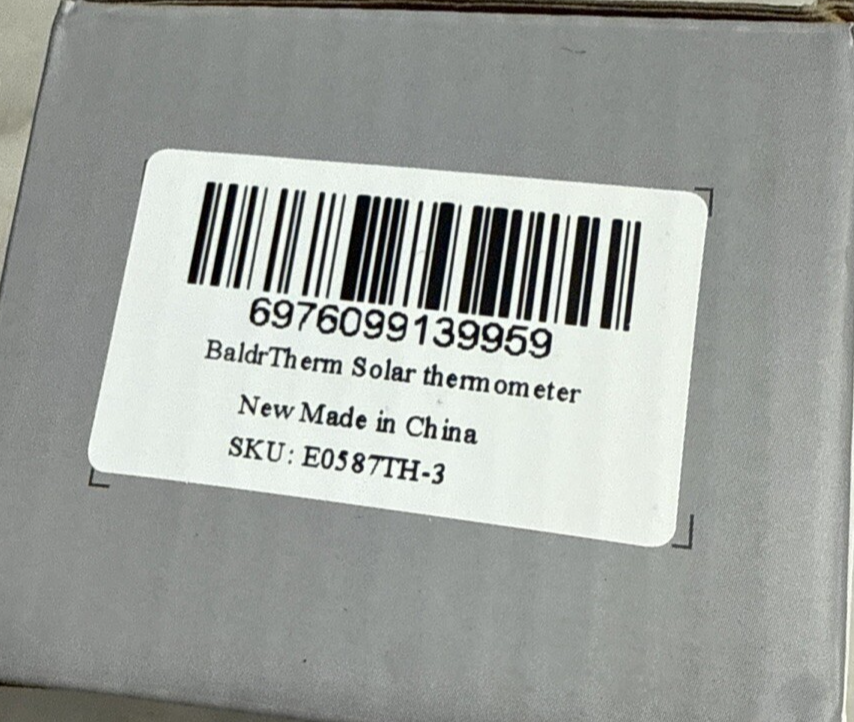 6976099139959
BaldrTherm Solar thermometer
New Made in China
SKU: E0587TH-3